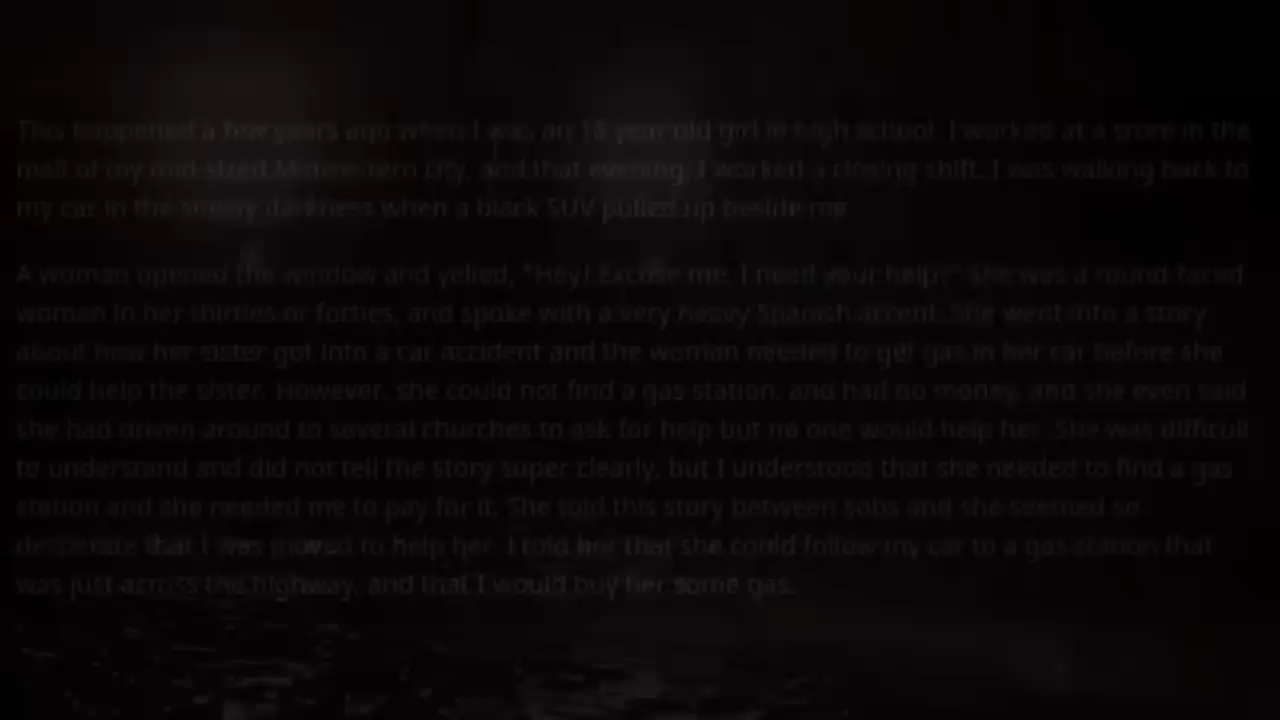 This happened a few years ago when I was an 18 year old girl in high school. I worked at a store in the
mall of my mid-sized Midwestern city, and that evening, I worked a closing shift. I was walking back to
my car in the snowy darkness when a black SUV pulled up beside me.
A woman opened the window and yelled, "Hey! Excuse me, I need your help!" She was a round faced
woman in her thirties or forties, and spoke with a very heavy Spanish accent. She went into a story
about how her sister got into a car accident and the woman needed to get gas in her car before she
could help the sister. However, she could not find a gas station, and had no money, and she even said
she had driven around to several churches to ask for help but no one would help her. She was difficult
to understand and did not tell the story super clearly, but I understood that she needed to find a gas
station and she needed me to pay for it. She said this story between sobs and she seemed so
desperate that I was moved to help her. I told her that she could follow my car to a gas station that
was just across the highway, and that I would buy her some gas.